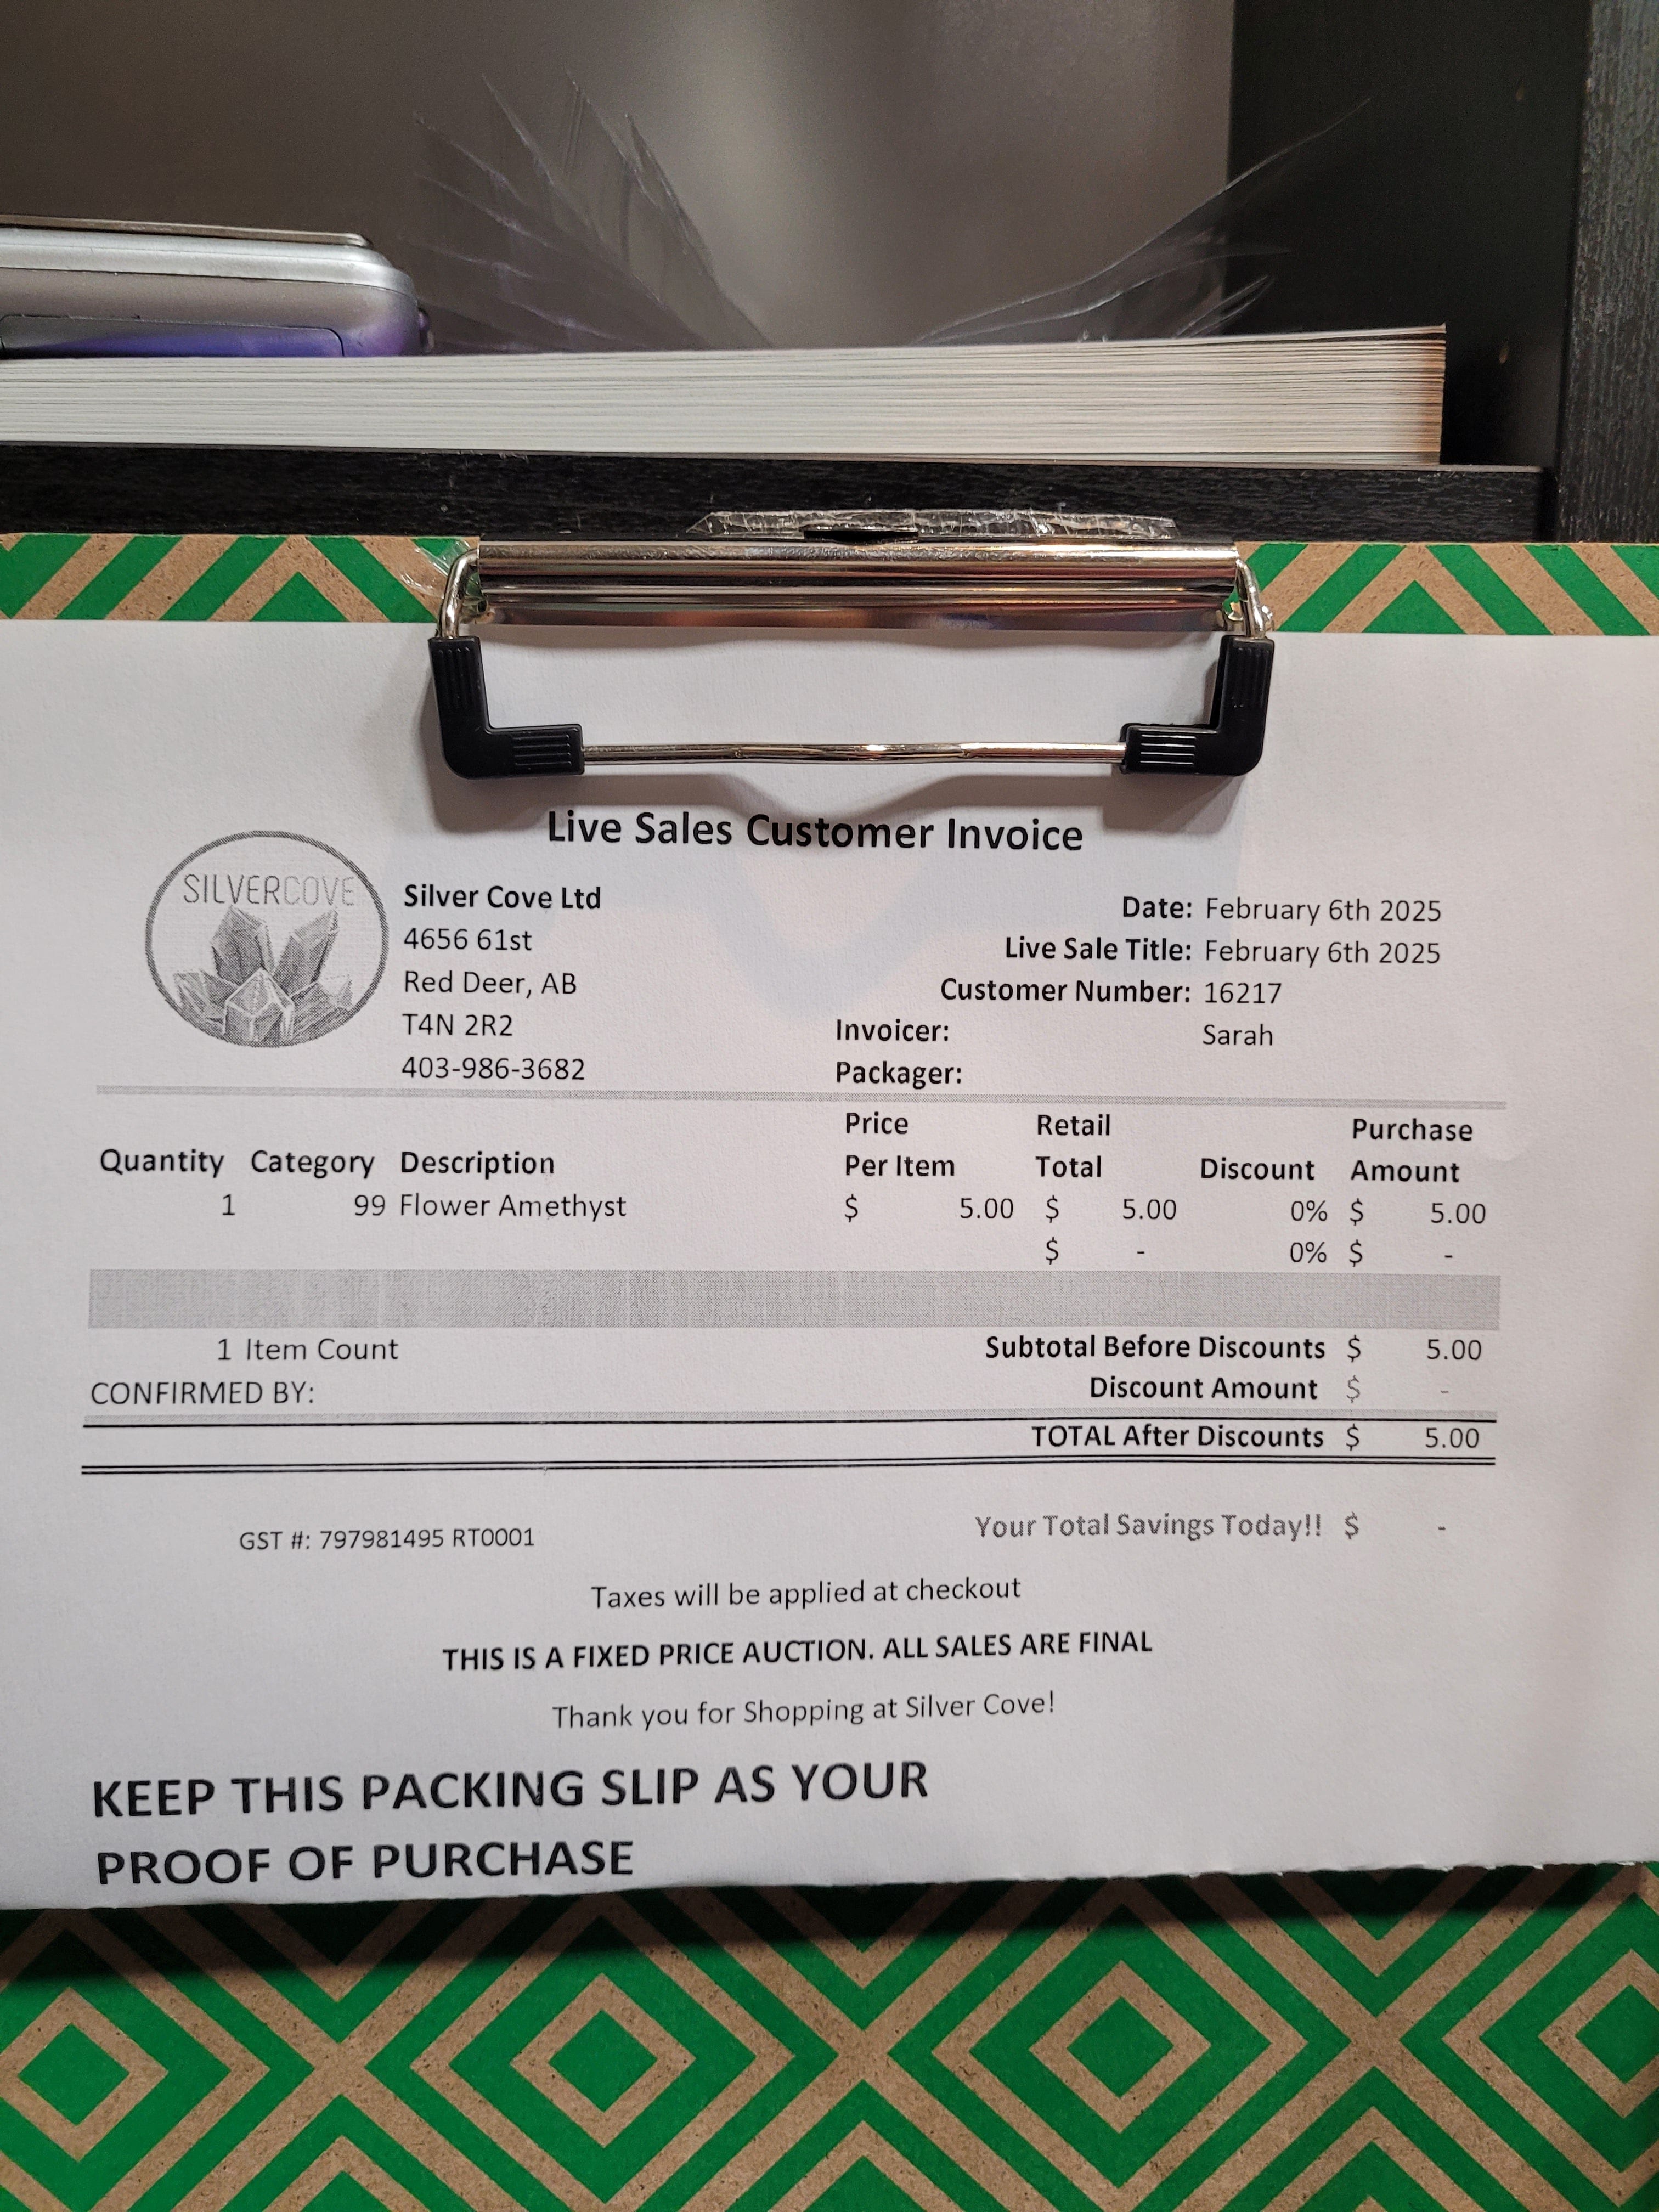 Live Sales Customer Invoice
SILVERCOVE
Silver Cove Ltd
4656 61st
Red Deer, AB
T4N 2R2
403-986-3682
Date: February 6th 2025
Live Sale Title: February 6th 2025
Customer Number: 16217
Invoicer: Sarah
Packager:
Quantity Category Description Price Per Item Retail Total Discount Purchase Amount
1 99 Flower Amethyst $ 5.00 $ 5.00 0% $ 5.00
$ - 0% $ -
1 Item Count
CONFIRMED BY:
Subtotal Before Discounts $ 5.00
Discount Amount $ -
TOTAL After Discounts $ 5.00
GST #: 797981495 RT0001
Your Total Savings Today!! $ -
Taxes will be applied at checkout
THIS IS A FIXED PRICE AUCTION. ALL SALES ARE FINAL
Thank you for Shopping at Silver Cove!
KEEP THIS PACKING SLIP AS YOUR
PROOF OF PURCHASE